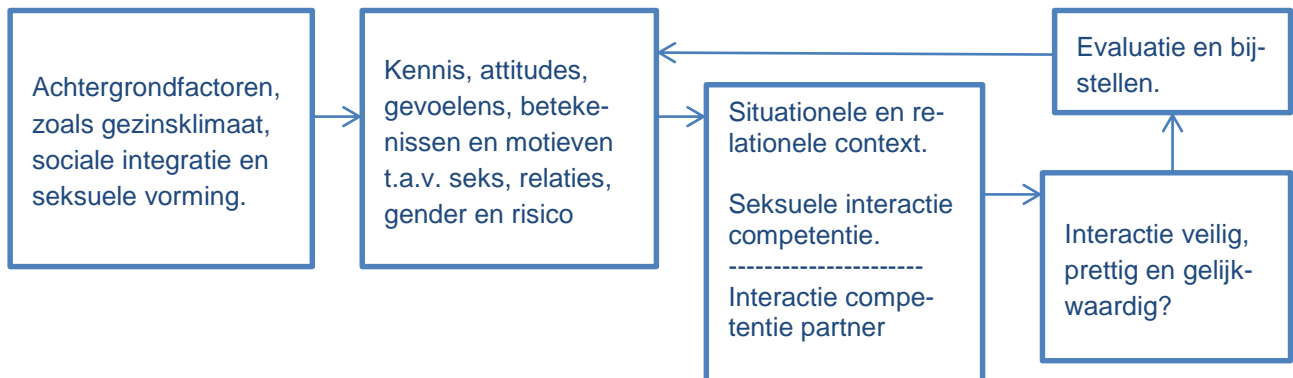 Achtergrondfactoren,
zoals gezinsklimaat,
sociale integratie en
seksuele vorming.
Kennis, attitudes,
gevoelens, beteke-
nissen en motieven
t.a.v. seks, relaties,
gender en risico
Situationele en re-
lationele context.
Seksuele interactie
competentie.
----------------------
Interactie compe-
tentie partner
Interactie veilig,
prettig en gelijk-
waardig?
Evaluatie en bij-
stellen.